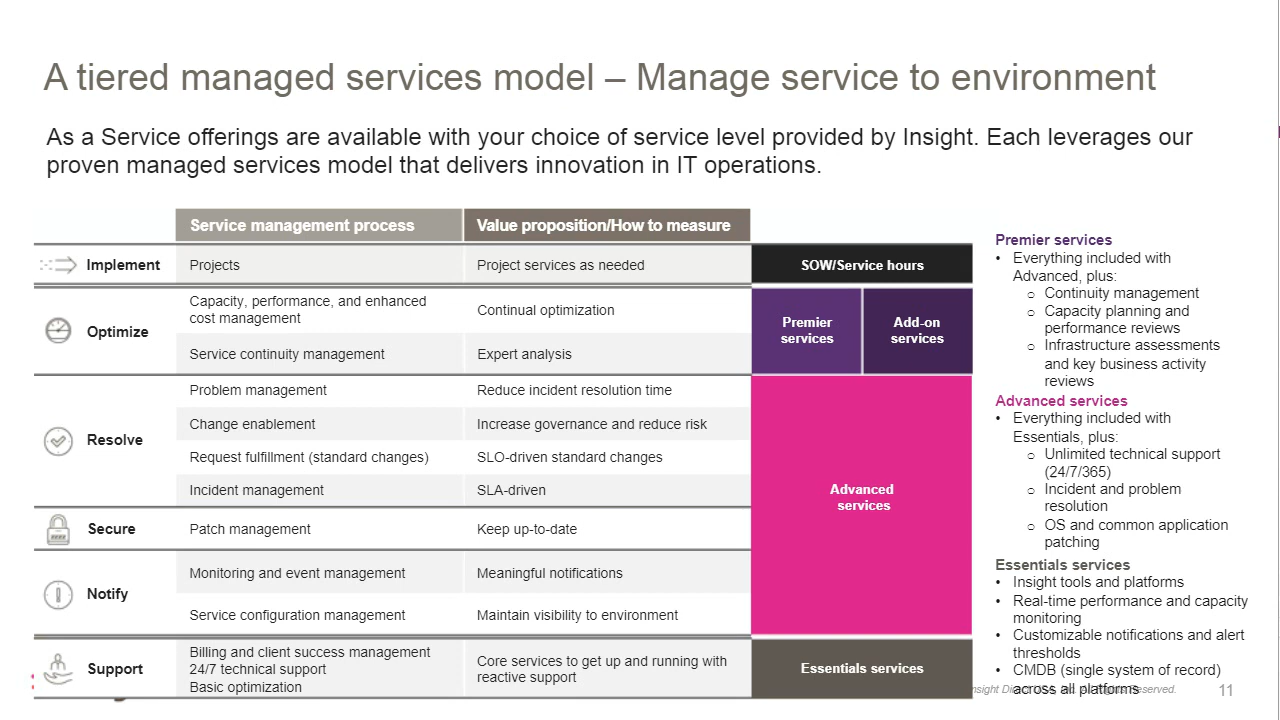 A tiered managed services model – Manage service to environment
As a Service offerings are available with your choice of service level provided by Insight. Each leverages our
proven managed services model that delivers innovation in IT operations.
Service management process
Value proposition/How to measure
Implement
Projects
Project services as needed
SOW/Service hours
Optimize
Capacity, performance, and enhanced
cost management
Continual optimization
Service continuity management
Expert analysis
Premier
services
Add-on
services
Resolve
Problem management
Reduce incident resolution time
Change enablement
Increase governance and reduce risk
Request fulfillment (standard changes)
SLO-driven standard changes
Incident management
SLA-driven
Advanced
services
Secure
Patch management
Keep up-to-date
Notify
Monitoring and event management
Meaningful notifications
Service configuration management
Maintain visibility to environment
Support
Billing and client success management
24/7 technical support
Basic optimization
Core services to get up and running with
reactive support
Essentials services
Premier services
• Everything included with
Advanced, plus:
o Continuity management
o Capacity planning and
performance reviews
o Infrastructure assessments
and key business activity
reviews
Advanced services
• Everything included with
Essentials, plus:
o Unlimited technical support
(24/7/365)
o Incident and problem
resolution
o OS and common application
patching
Essentials services
• Insight tools and platforms
• Real-time performance and capacity
monitoring
• Customizable notifications and alert
thresholds
• CMDB (single system of record)
across all platforms
Reserved.
11